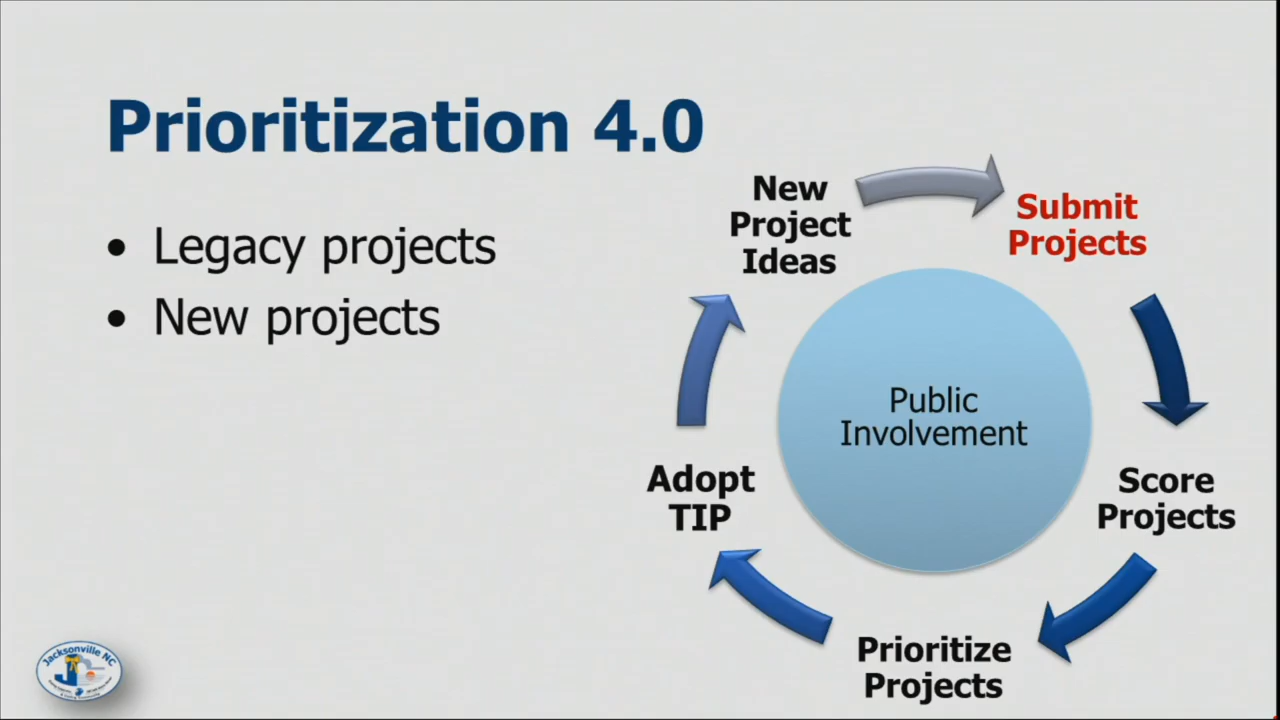 Prioritization 4.0
• Legacy projects
• New projects
New
Project
Ideas
Submit
Projects
Public
Involvement
Score
Projects
Prioritize
Projects
Adopt
TIP
Jacksonville NC